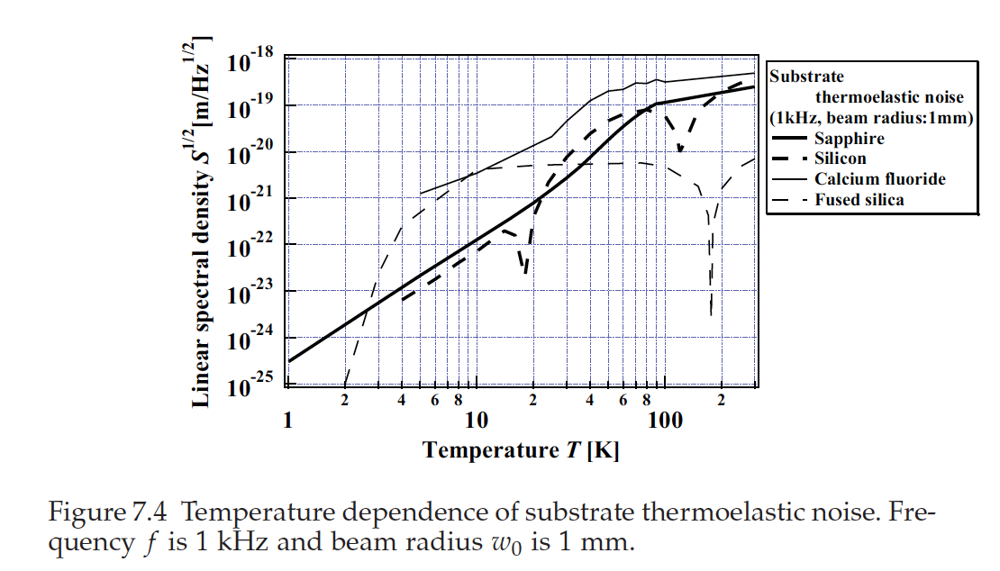 Linear spectral density S^1/2 [m/Hz^1/2]
10^-18
10^-19
10^-20
10^-21
10^-22
10^-23
10^-24
10^-25
2 4 6 8 2 4 6 8 2
1 10 100
Temperature T [K]
Substrate
thermoelastic noise
(1kHz, beam radius:1mm)
Sapphire
Silicon
Calcium fluoride
Fused silica
Figure 7.4 Temperature dependence of substrate thermoelastic noise. Fre-
quency f is 1 kHz and beam radius w₀ is 1 mm.